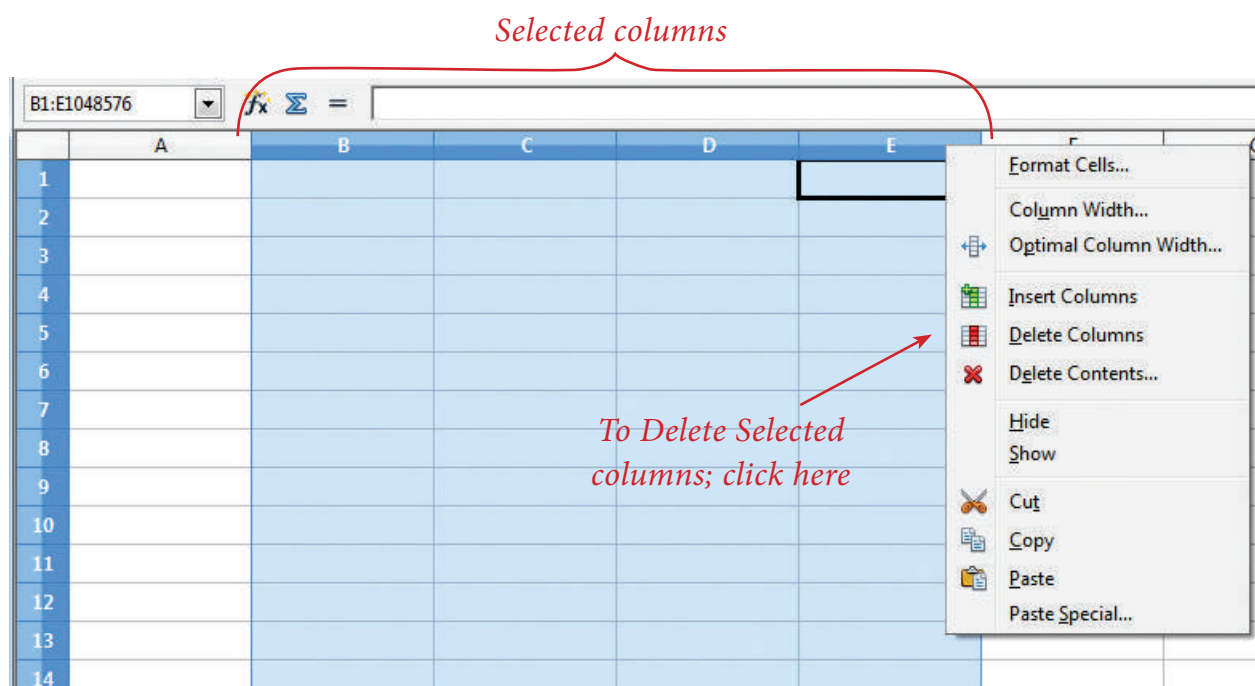 Selected columns
B1:E1048576 fx Σ =
A B C D E F
1
2
3
4
5
6
7
8
9
10
11
12
13
14
Format Cells...
Column Width...
Optimal Column Width...
Insert Columns
Delete Columns
Delete Contents...
Hide
Show
Cut
Copy
Paste
Paste Special...
To Delete Selected
columns; click here